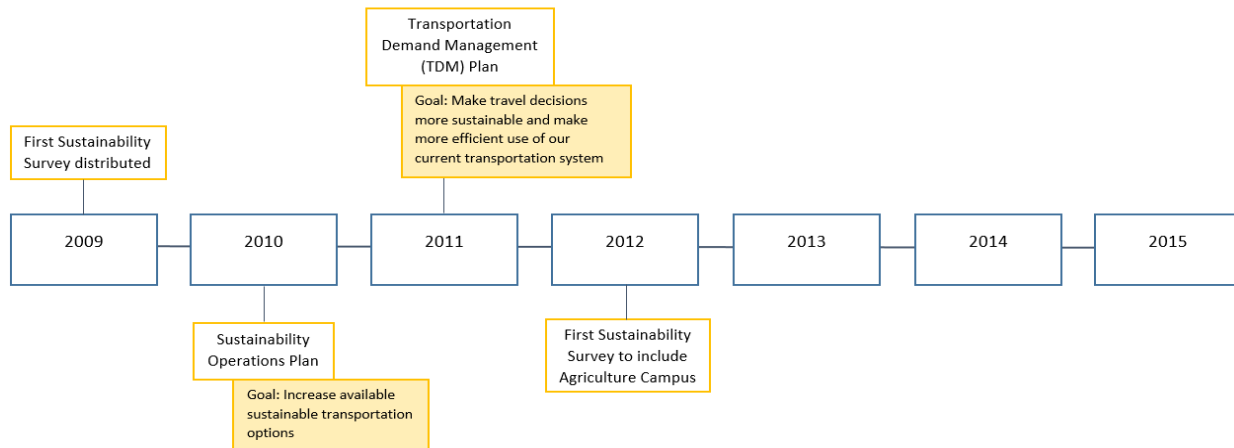 Transportation
Demand Management
(TDM) Plan
Goal: Make travel decisions
more sustainable and make
more efficient use of our
current transportation system
First Sustainability
Survey distributed
2009
2010
2011
2012
2013
2014
2015
Sustainability
Operations Plan
Goal: Increase available
sustainable transportation
options
First Sustainability
Survey to include
Agriculture Campus